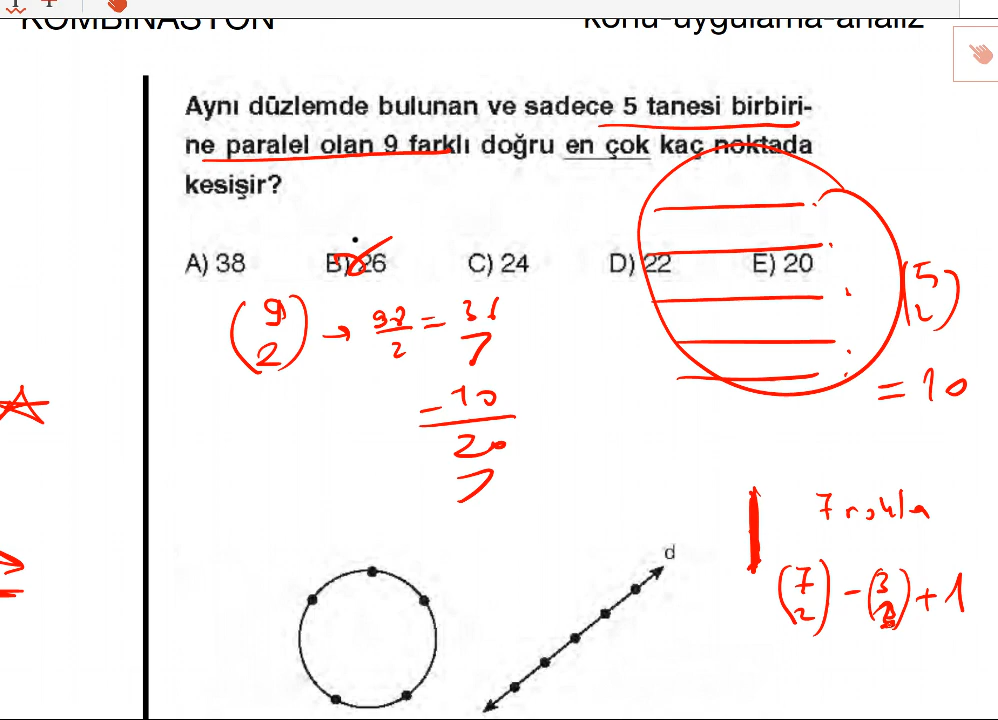 KOMBİNASYON konu-uygulama-analiz
Aynı düzlemde bulunan ve sadece 5 tanesi birbiri-
ne paralel olan 9 farklı doğru en çok kaç noktada
kesişir?
A) 38 B) 26 C) 24 D) 22 E) 20
(9 2) → 9.8/2 = 36
- 10
(5 2)
= 10
7 nokta
(7 2) - (3 2) + 1
d